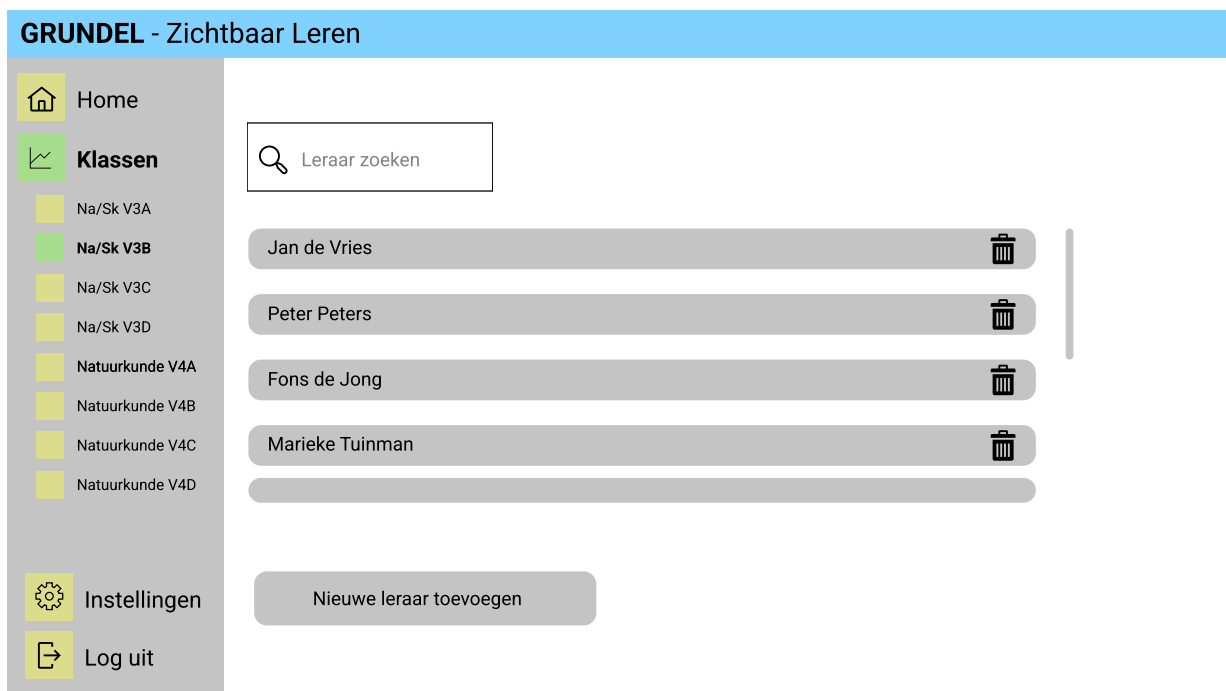 GRUNDEL - Zichtbaar Leren
Home
Klassen
Na/Sk V3A
Na/Sk V3B
Na/Sk V3C
Na/Sk V3D
Natuurkunde V4A
Natuurkunde V4B
Natuurkunde V4C
Natuurkunde V4D
Instellingen
Log uit
Leraar zoeken
Jan de Vries
Peter Peters
Fons de Jong
Marieke Tuinman
Nieuwe leraar toevoegen